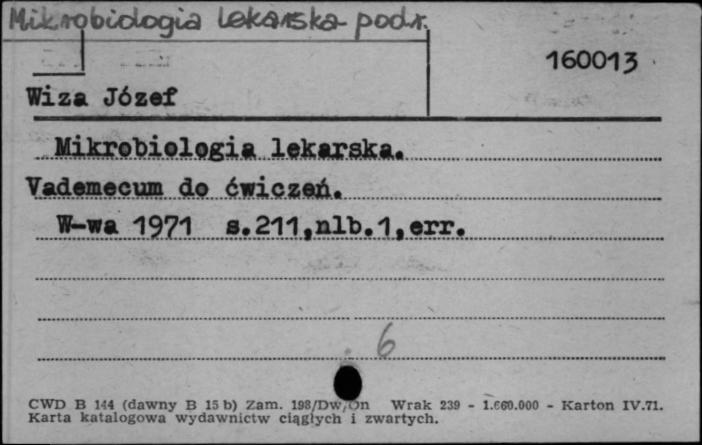 Mikrobiologia Lekarska- podr.
160013
Wiza Józef
Mikrobiologia lekarska.
Vademecum do ćwiczeń.
W-wa 1971 s.211,nlb.1,err.
6
CWD B 144 (dawny B 15 b) Zam. 198/Dw/On Wrak 239 - 1.660.000 - Karton IV.71.
Karta katalogowa wydawnictw ciągłych i zwartych.